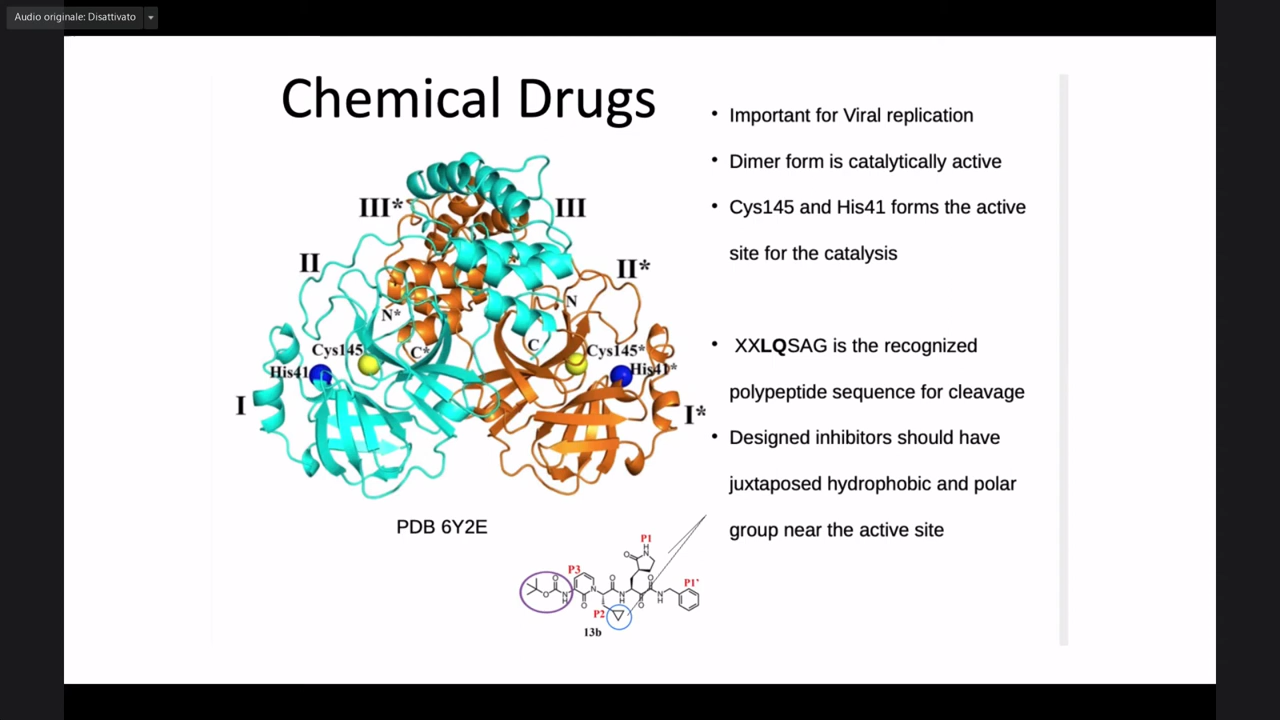 Audio originale: Disattivato
Chemical Drugs
• Important for Viral replication
• Dimer form is catalytically active
• Cys145 and His41 forms the active
site for the catalysis
• XXLQSAG is the recognized
polypeptide sequence for cleavage
• Designed inhibitors should have
juxtaposed hydrophobic and polar
group near the active site
III*
III
II
II*
N*
N
Cys145
C*
C
Cys145*
His41
His41*
I
I*
PDB 6Y2E
P1
H
N
O
P3
O
O
N
H
N
O
O
N
H
O
O
N
H
P1'
P2
13b